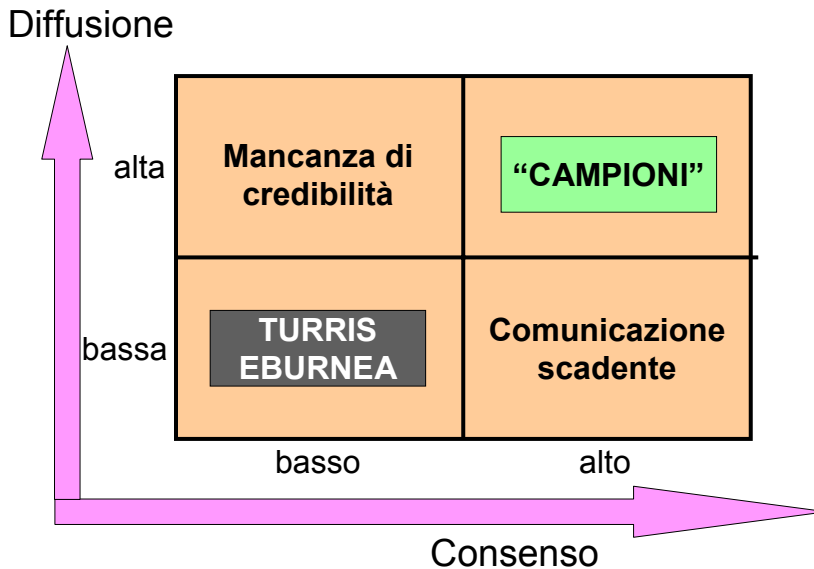 Diffusione
alta
Mancanza di
credibilità
“CAMPIONI”
bassa
TURRIS
EBURNEA
Comunicazione
scadente
basso
alto
Consenso